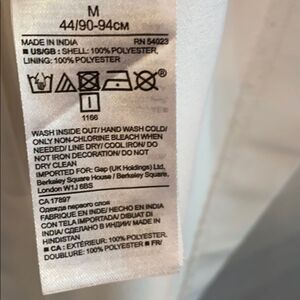 M
44/90-94CM
MADE IN INDIA RN 54023
■ US/GB : SHELL: 100% POLYESTER,
LINING: 100% POLYESTER.
1166
WASH INSIDE OUT/ HAND WASH COLD/
ONLY NON-CHLORINE BLEACH WHEN
NEEDED/ LINE DRY/ COOL IRON/ DO
NOT IRON DECORATION/ DO NOT
DRY CLEAN
IMPORTED FOR: Gap (UK Holdings) Ltd.
Berkeley Square House / Berkeley Square,
London W1J 6BS
CA 17897
Одежда первого слоя
FABRIQUE EN INDE/ HECHO EN INDIA
CON TELA IMPORTADA/ DIBUAT DI
INDIA/ СДЕЛАНО В ИНДИИ/ MADE IN
HINDISTAN
■ CA : EXTÉRIEUR: 100% POLYESTER,
DOUBLURE: 100% POLYESTER ■ FR/